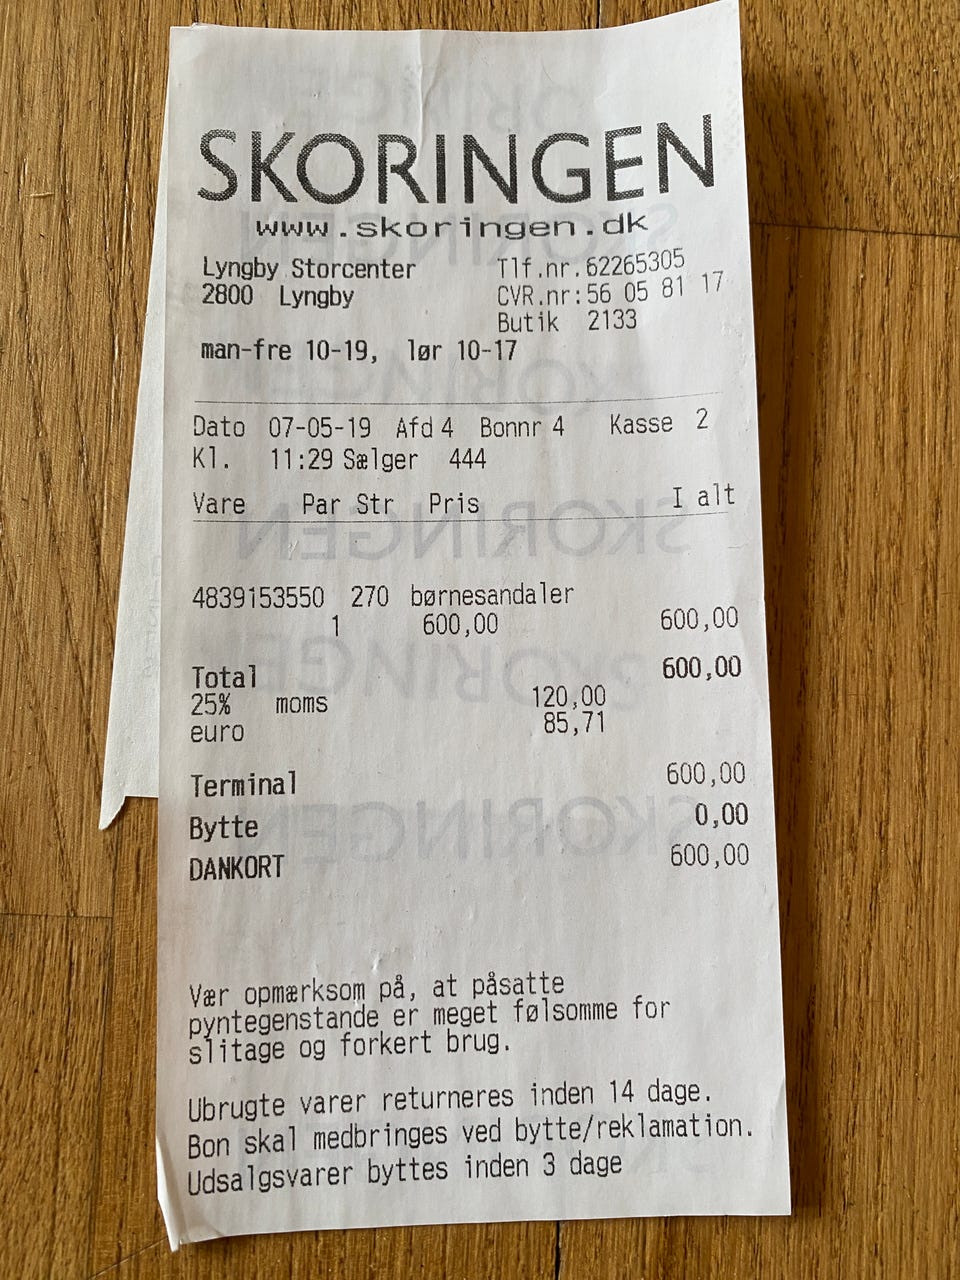 SKORINGEN
www.skoringen.dk
Lyngby Storcenter Tlf.nr.62265305
2800 Lyngby CVR.nr:56 05 81 17
Butik 2133
man-fre 10-19, lør 10-17
Dato 07-05-19 Afd 4 Bonnr 4 Kasse 2
Kl. 11:29 Sælger 444
Vare Par Str Pris I alt
4839153550 270 børnesandaler
1 600,00 600,00
Total 600,00
25% moms 120,00
euro 85,71
Terminal 600,00
Bytte 0,00
DANKORT 600,00
Vær opmærksom på, at påsatte
pyntegenstande er meget følsomme for
slitage og forkert brug.
Ubrugte varer returneres inden 14 dage.
Bon skal medbringes ved bytte/reklamation.
Udsalgsvarer byttes inden 3 dage